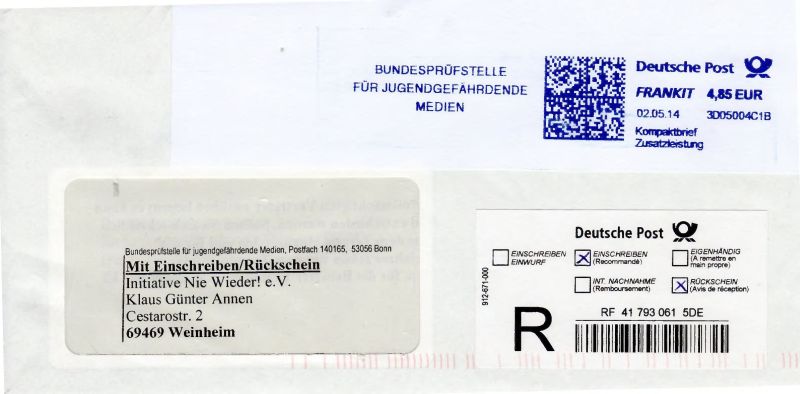 BUNDESPRÜFSTELLE
FÜR JUGENDGEFÄHRDENDE
MEDIEN
Deutsche Post
FRANKIT 4,85 EUR
02.05.14 3D05004C1B
Kompaktbrief
Zusatzleistung
Bundesprüfstelle für jugendgefährdende Medien, Postfach 140165, 53056 Bonn
Mit Einschreiben/Rückschein
Initiative Nie Wieder! e.V.
Klaus Günter Annen
Cestarostr. 2
69469 Weinheim
Deutsche Post
EINSCHREIBEN
EINWURF
EINSCHREIBEN
(Recommandé)
EIGENHÄNDIG
(A remettre en
main propre)
INT. NACHNAHME
(Remboursement)
RÜCKSCHEIN
(Avis de réception)
912-671-000
R
RF 41 793 061 5DE